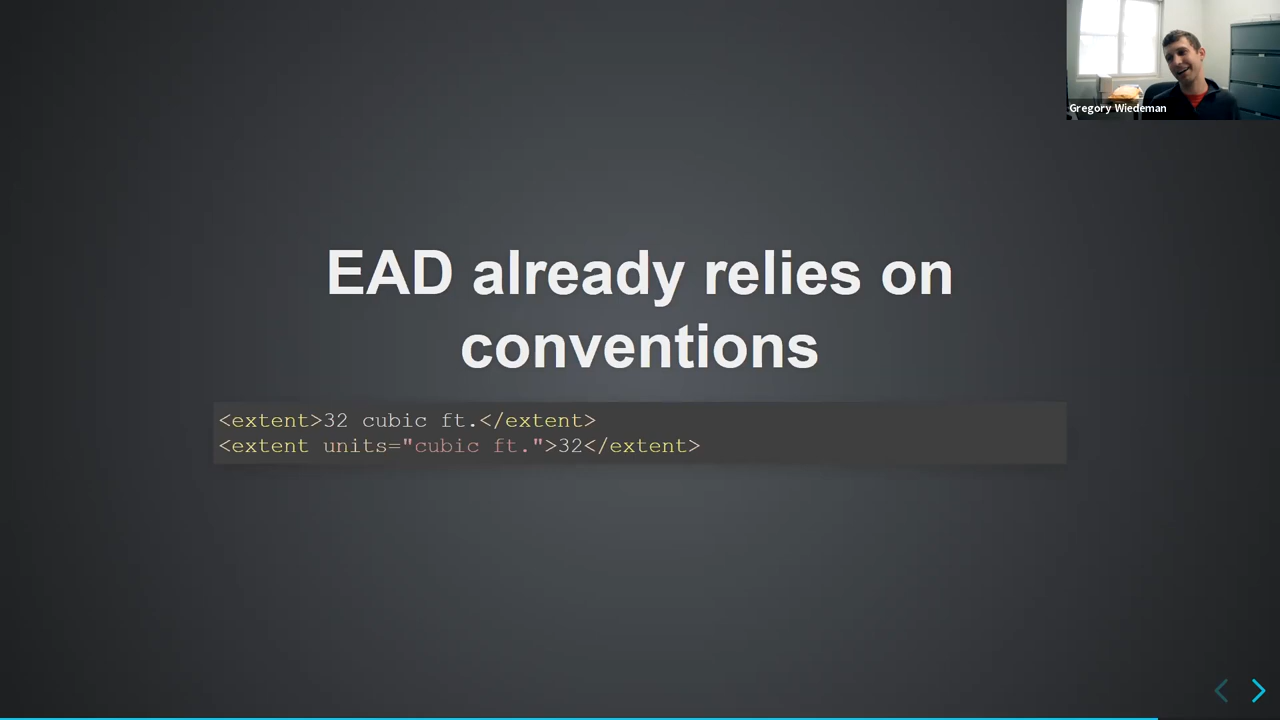 Gregory Wiedeman
EAD already relies on
conventions
<extent>32 cubic ft.</extent>
<extent units="cubic ft.">32</extent>